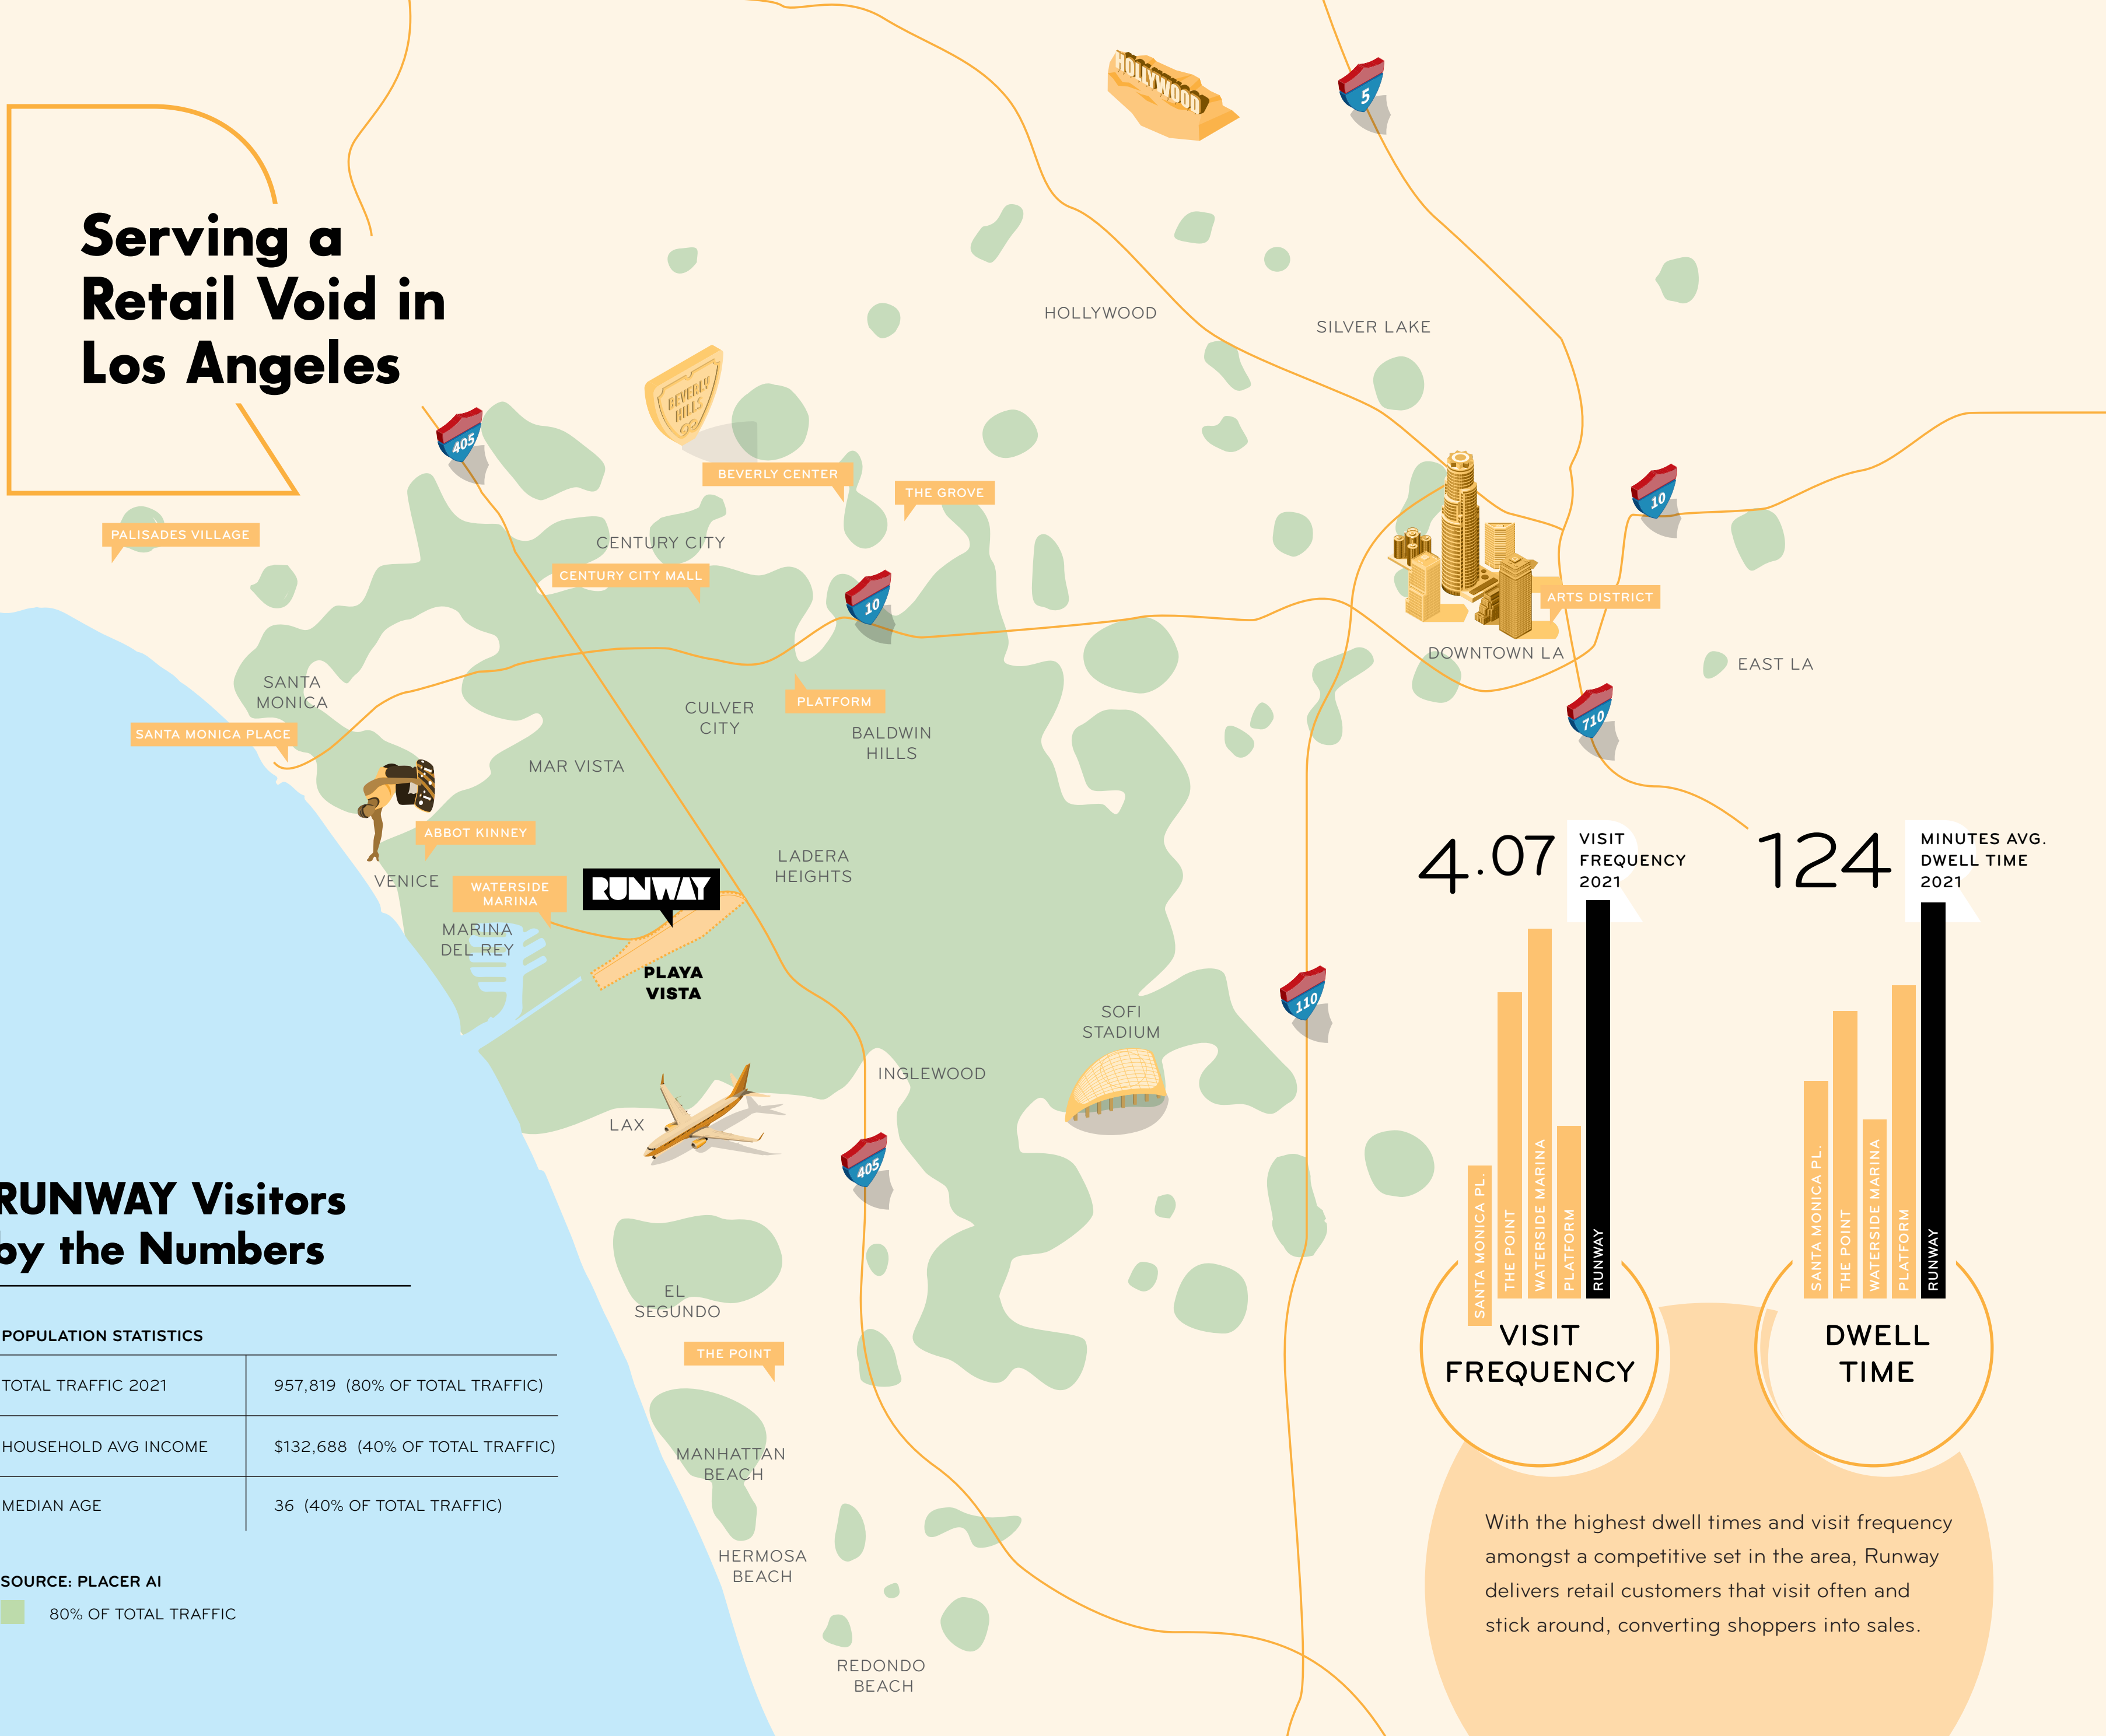 HOLLYWOOD
5
Serving a
Retail Void in
Los Angeles
HOLLYWOOD
SILVER LAKE
BEVERLY
HILLS
405
BEVERLY CENTER
THE GROVE
10
PALISADES VILLAGE
CENTURY CITY
CENTURY CITY MALL
10
ARTS DISTRICT
DOWNTOWN LA
EAST LA
SANTA
MONICA
PLATFORM
CULVER
CITY
710
SANTA MONICA PLACE
BALDWIN
HILLS
MAR VISTA
ABBOT KINNEY
LADERA
HEIGHTS
VENICE
WATERSIDE
MARINA
RUNWAY
MARINA
DEL REY
PLAYA
VISTA
110
SOFI
STADIUM
INGLEWOOD
LAX
405
EL
SEGUNDO
THE POINT
MANHATTAN
BEACH
HERMOSA
BEACH
REDONDO
BEACH
RUNWAY Visitors
by the Numbers
POPULATION STATISTICS
TOTAL TRAFFIC 2021 957,819 (80% OF TOTAL TRAFFIC)
HOUSEHOLD AVG INCOME $132,688 (40% OF TOTAL TRAFFIC)
MEDIAN AGE 36 (40% OF TOTAL TRAFFIC)
SOURCE: PLACER AI
80% OF TOTAL TRAFFIC
4.07
VISIT
FREQUENCY
2021
SANTA MONICA PL.
THE POINT
WATERSIDE MARINA
PLATFORM
RUNWAY
VISIT
FREQUENCY
124
MINUTES AVG.
DWELL TIME
2021
SANTA MONICA PL.
THE POINT
WATERSIDE MARINA
PLATFORM
RUNWAY
DWELL
TIME
With the highest dwell times and visit frequency
amongst a competitive set in the area, Runway
delivers retail customers that visit often and
stick around, converting shoppers into sales.